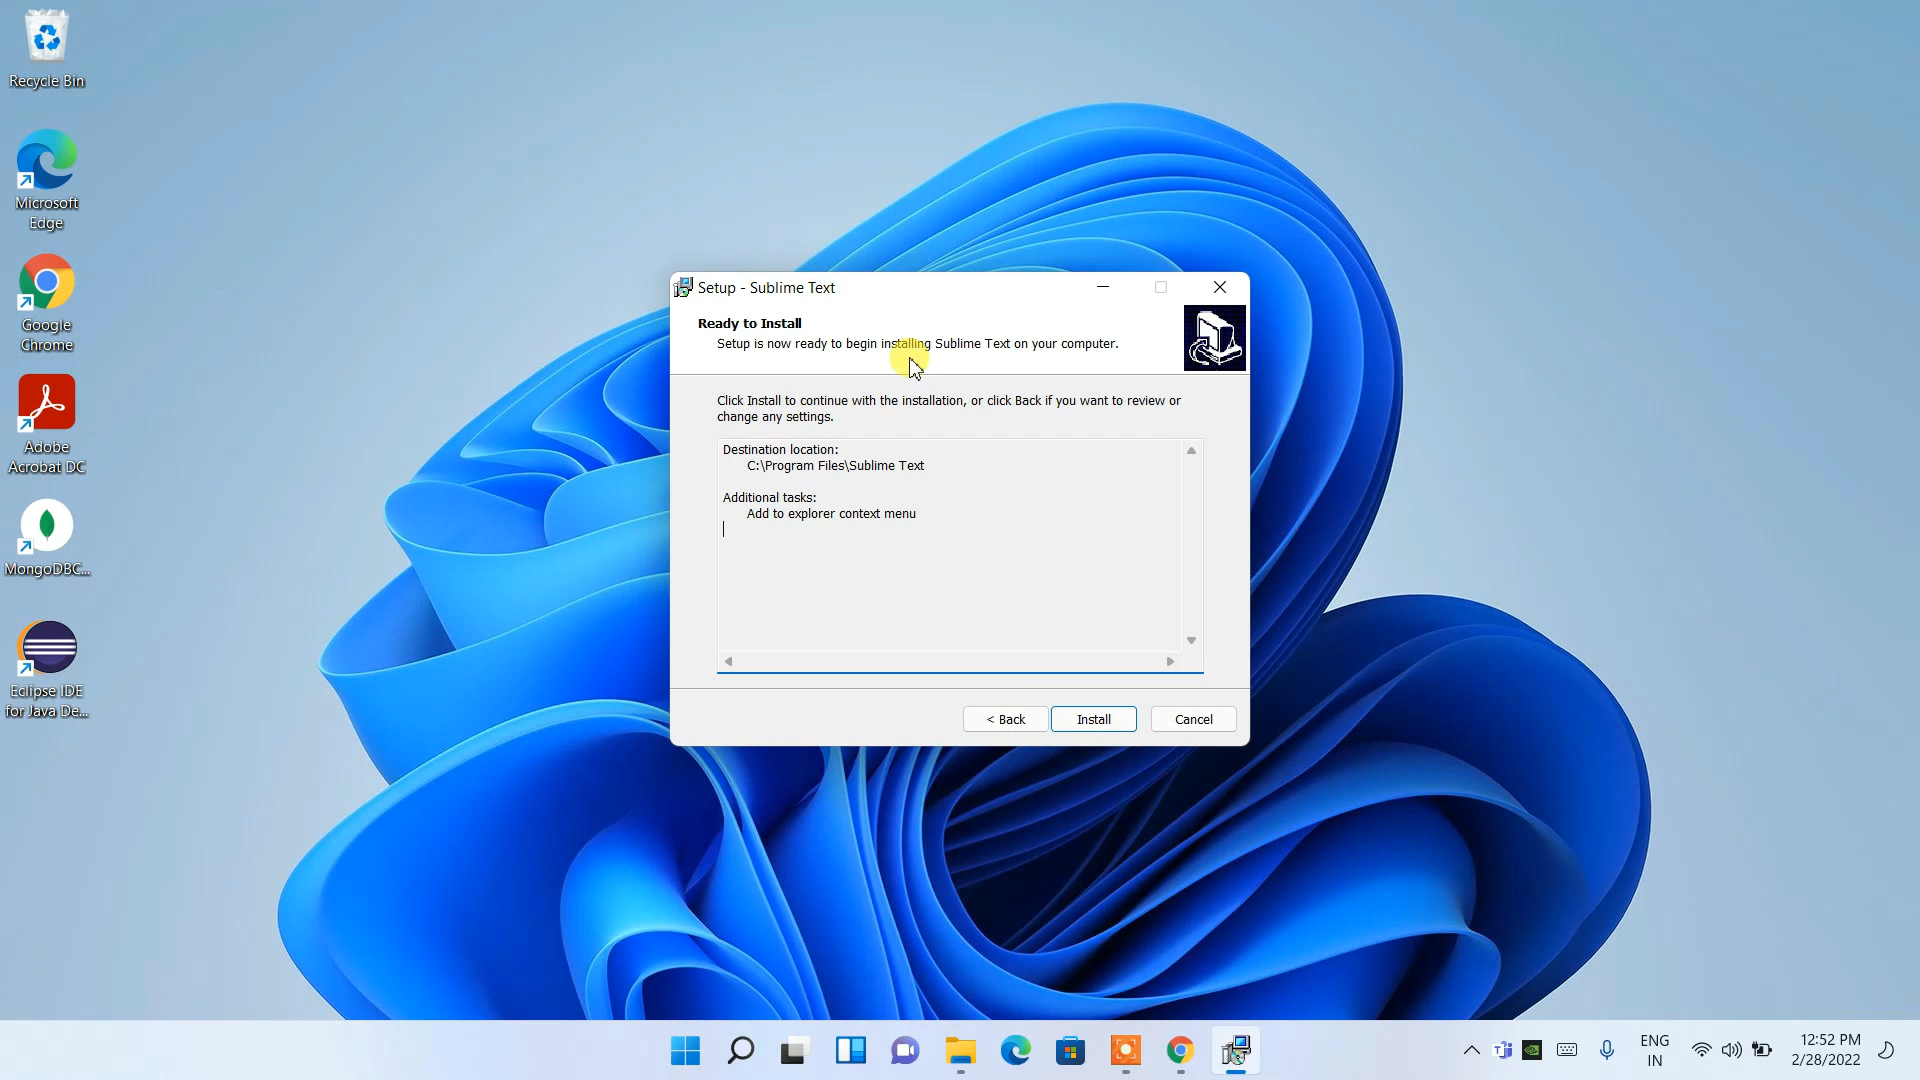 Recycle Bin
Microsoft
Edge
Google
Chrome
Adobe
Acrobat DC
MongoDBC...
Eclipse IDE
for Java De...
Setup - Sublime Text
Ready to Install
Setup is now ready to begin installing Sublime Text on your computer.
Click Install to continue with the installation, or click Back if you want to review or
change any settings.
Destination location:
C:\Program Files\Sublime Text
Additional tasks:
Add to explorer context menu
< Back
Install
Cancel
ENG
IN
12:52 PM
2/28/2022